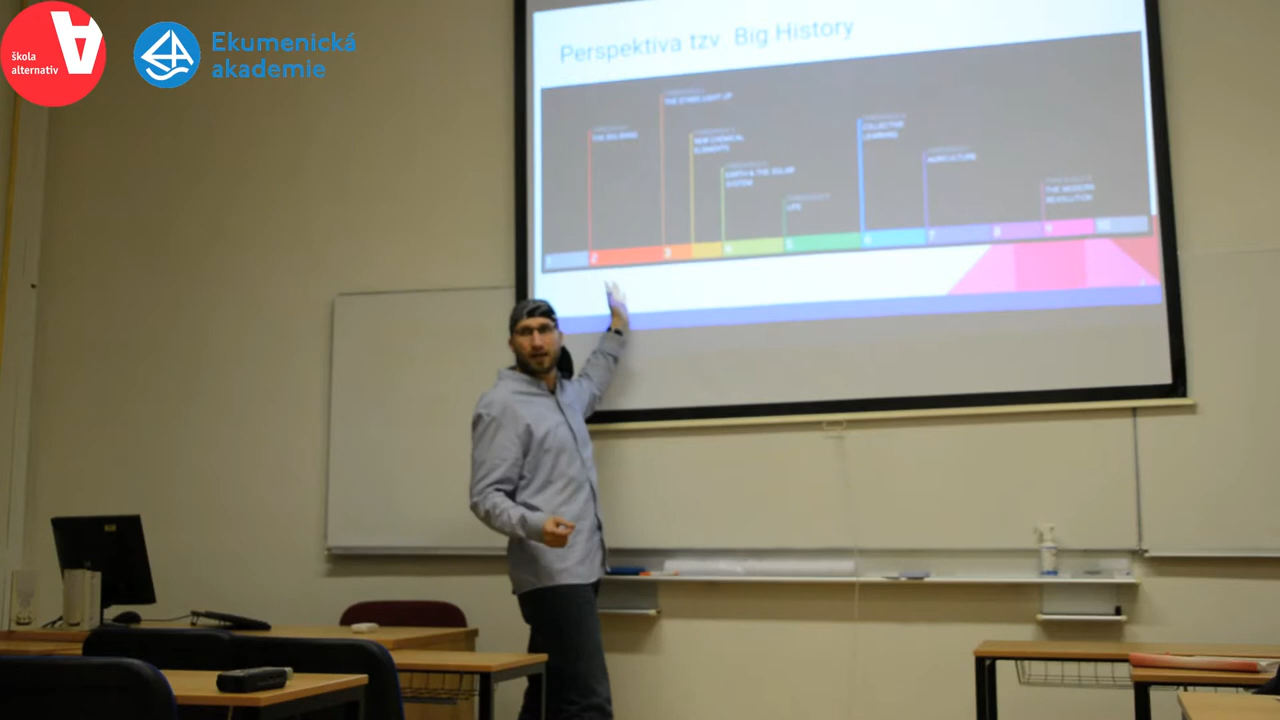 škola
alternativ
Ekumenická
akademie
Perspektiva tzv. Big History
THE BIG BANG
THE STARS LIGHT UP
NEW CHEMICAL
ELEMENTS
EARTH & THE SOLAR
SYSTEM
LIFE
COLLECTIVE
LEARNING
AGRICULTURE
THE MODERN
REVOLUTION
1 2 3 4 5 6 7 8 9 10